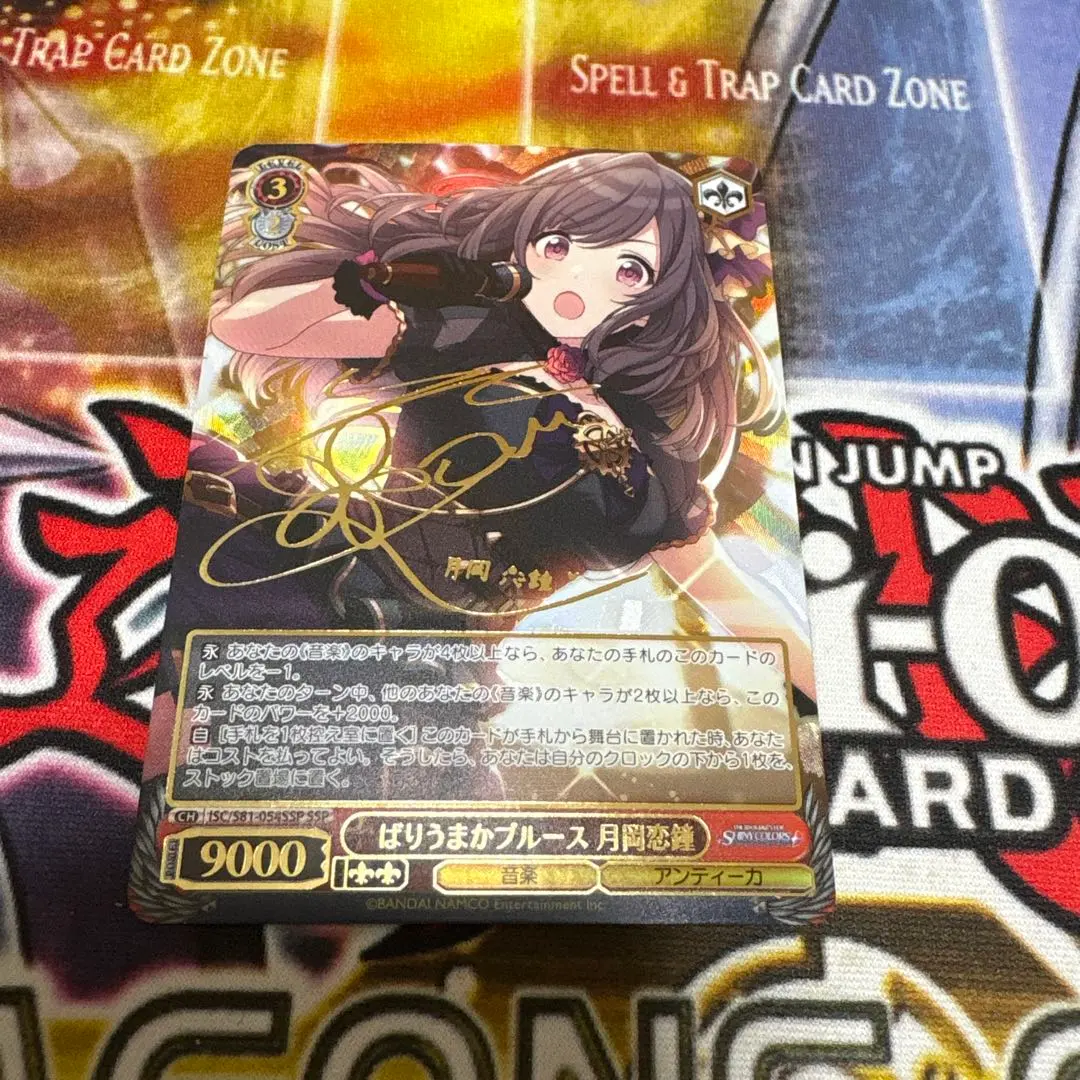 TRAP CARD ZONE
SPELL & TRAP CARD ZONE
3
2
COST
N JUMP
ARD
月岡 恋鐘
永 あなたの《音楽》のキャラが4枚以上なら、あなたの手札のこのカードの
レベルを－1。
永 あなたのターン中、他のあなたの《音楽》のキャラが2枚以上なら、この
カードのパワーを＋2000。
自 [手札を1枚控え室に置く] このカードが手札から舞台に置かれた時、あなた
はコストを払ってよい。そうしたら、あなたは自分のクロックの下から1枚を、
ストック置場に置く。
CH ISC/S81-054SSP SSP
ばりうまかブルース 月岡恋鐘
SHINY COLORS
POWER 9000
音楽
アンティーカ
©BANDAI NAMCO Entertainment Inc.